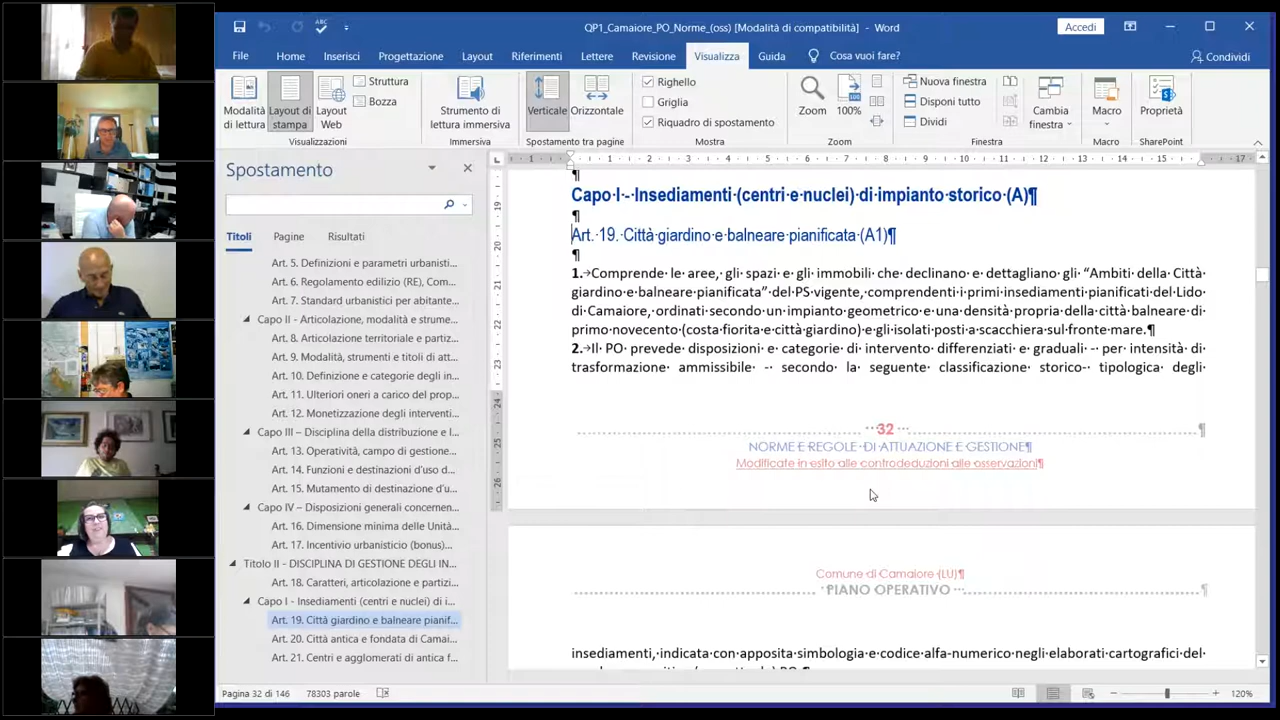 QP1_Camaiore_PO_Norme_(oss) [Modalità di compatibilità] - Word
Accedi
File Home Inserisci Progettazione Layout Riferimenti Lettere Revisione Visualizza Guida Cosa vuoi fare? Condividi
Modalità di lettura
Layout di stampa
Layout Web
Struttura
Bozza
Visualizzazioni
Strumento di lettura immersiva
Immersiva
Verticale
Orizzontale
Spostamento tra pagine
Righello
Griglia
Riquadro di spostamento
Mostra
Zoom
100%
Zoom
Nuova finestra
Disponi tutto
Dividi
Cambia finestra
Finestra
Macro
Macro
Proprietà
SharePoint
Spostamento
Titoli Pagine Risultati
Art. 5. Definizioni e parametri urbanisti...
Art. 6. Regolamento edilizio (RE), Com...
Art. 7. Standard urbanistici per abitante...
Capo II - Articolazione, modalità e strume...
Art. 8. Articolazione territoriale e partiz...
Art. 9. Modalità, strumenti e titoli di att...
Art. 10. Definizione e categorie degli in...
Art. 11. Ulteriori oneri a carico del prop...
Art. 12. Monetizzazione degli interventi...
Capo III – Disciplina della distribuzione e l...
Art. 13. Operatività, campo di gestione...
Art. 14. Funzioni e destinazioni d'uso d...
Art. 15. Mutamento di destinazione d'u...
Capo IV – Disposizioni generali concernen...
Art. 16. Dimensione minima delle Unità...
Art. 17. Incentivo urbanisticio (bonus)...
Titolo II - DISCIPLINA DI GESTIONE DEGLI IN...
Art. 18. Caratteri, articolazione e partizi...
Capo I - Insediamenti (centri e nuclei) di i...
Art. 19. Città giardino e balneare pianif...
Art. 20. Città antica e fondata di Camai...
Art. 21. Centri e agglomerati di antica f...
Capo I - Insediamenti (centri e nuclei) di impianto storico (A)¶
¶
Art. 19. Città giardino e balneare pianificata (A1)¶
¶
1.→Comprende le aree, gli spazi e gli immobili che declinano e dettagliano gli “Ambiti della Città
giardino e balneare pianificata” del PS vigente, comprendenti i primi insediamenti pianificati del Lido
di Camaiore, ordinati secondo un impianto geometrico e una densità propria della città balneare di
primo novecento (costa fiorita e città giardino) e gli isolati posti a scacchiera sul fronte mare.¶
2.→Il PO prevede disposizioni e categorie di intervento differenziati e graduali - per intensità di
trasformazione ammissibile - secondo la seguente classificazione storico- tipologica degli
32
NORME E REGOLE DI ATTUAZIONE E GESTIONE¶
Modificate in esito alle controdeduzioni alle osservazioni¶
Comune di Camaiore (LU)¶
PIANO OPERATIVO ¶
insediamenti, indicata con apposita simbologia e codice alfa-numerico negli elaborati cartografici del
Pagina 32 di 146 78303 parole 120%